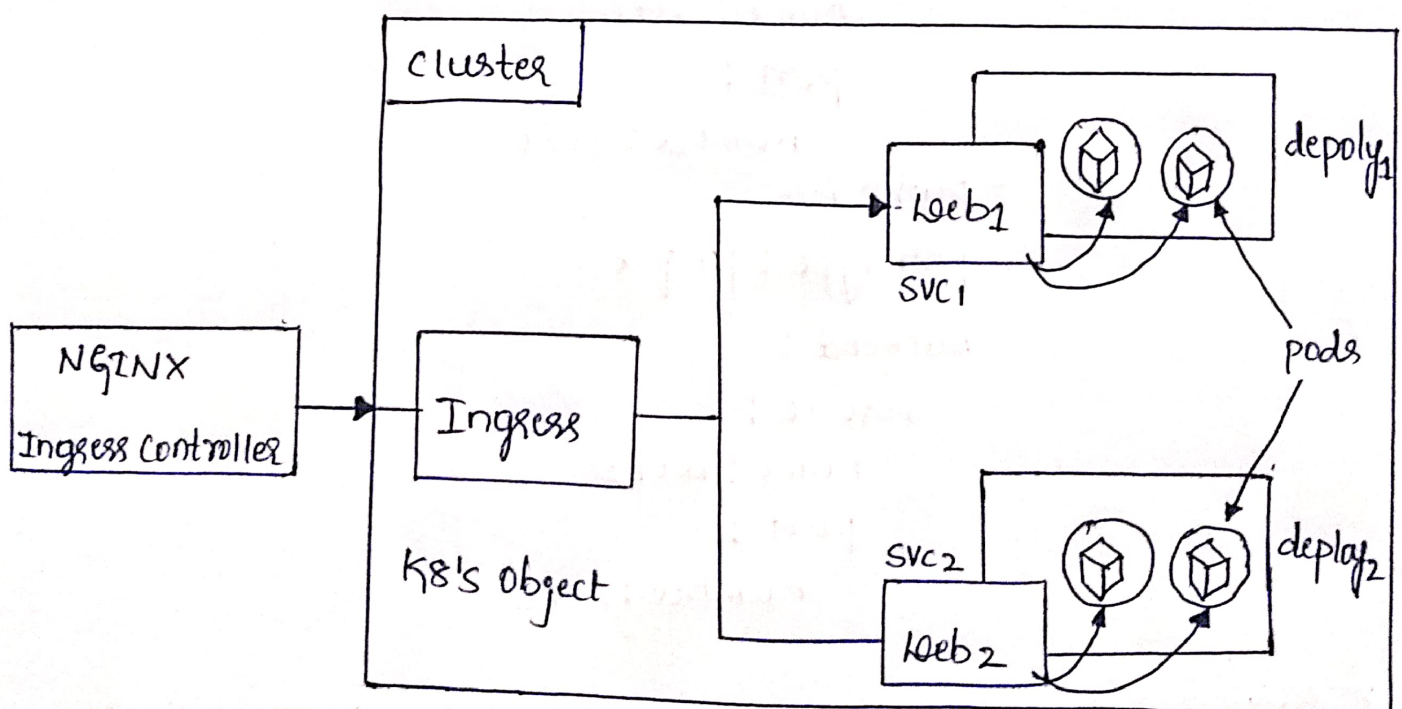 cluster
depoly1
Web1
SVC1
NGINX
Ingress Controller
Ingress
pods
K8's Object
SVC2
deploy2
Web2